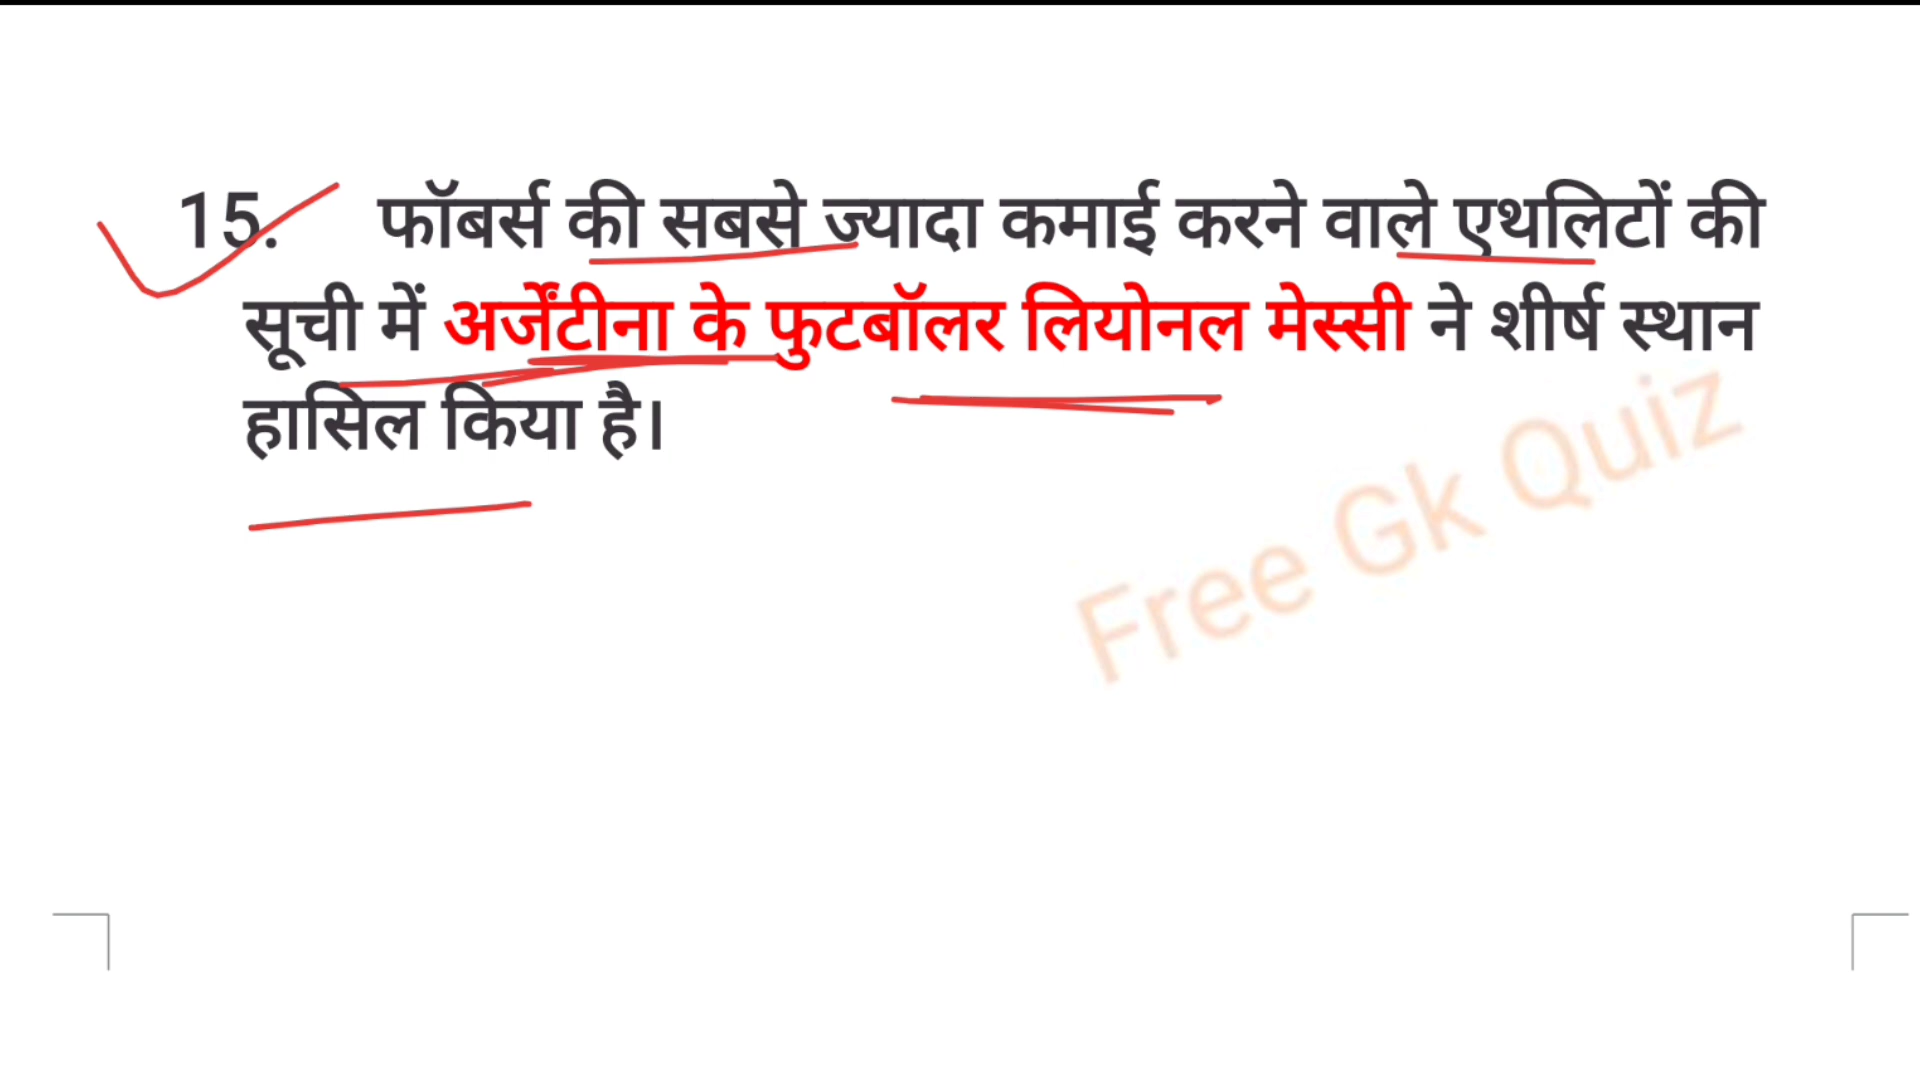 15. फॉबर्स की सबसे ज्यादा कमाई करने वाले एथलिटों की
सूची में अर्जेंटीना के फुटबॉलर लियोनल मेस्सी ने शीर्ष स्थान
हासिल किया है।
Free Gk Quiz